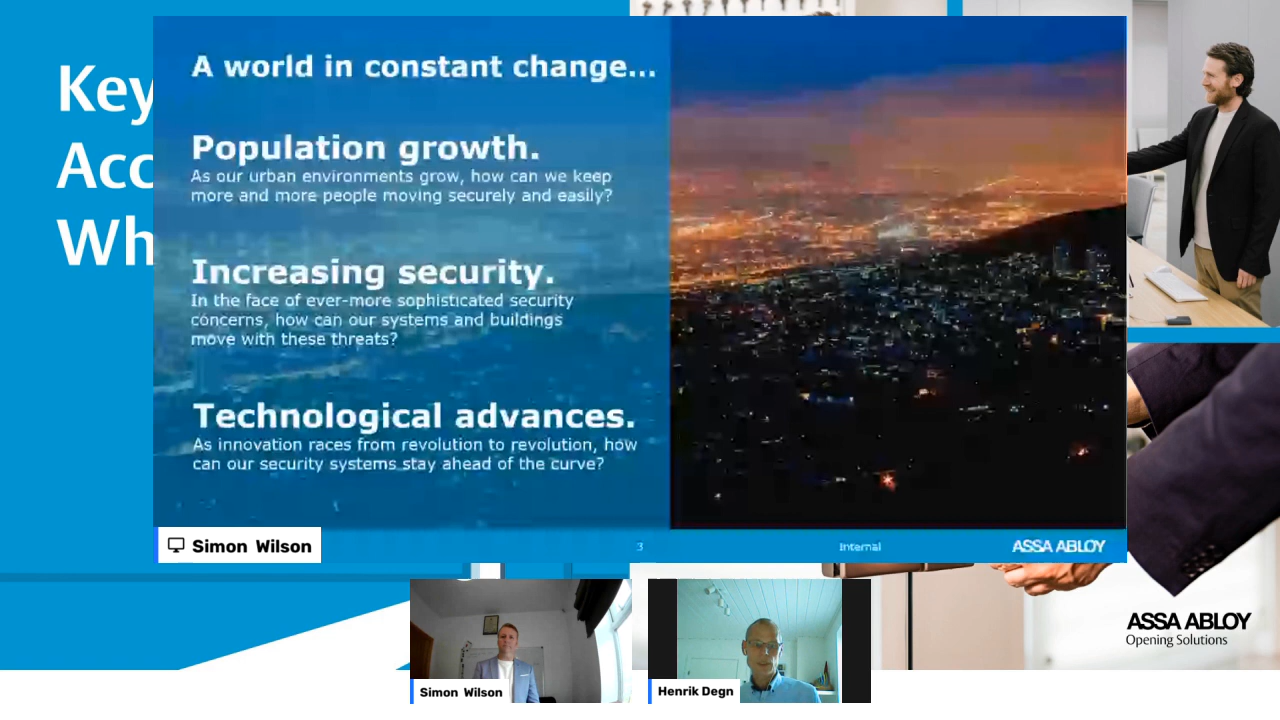 Key
Acc
Wh
A world in constant change...
Population growth.
As our urban environments grow, how can we keep
more and more people moving securely and easily?
Increasing security.
In the face of ever-more sophisticated security
concerns, how can our systems and buildings
move with these threats?
Technological advances.
As innovation races from revolution to revolution, how
can our security systems stay ahead of the curve?
Simon Wilson
3
Internal
ASSA ABLOY
ASSA ABLOY
Opening Solutions
Simon Wilson
Henrik Degn